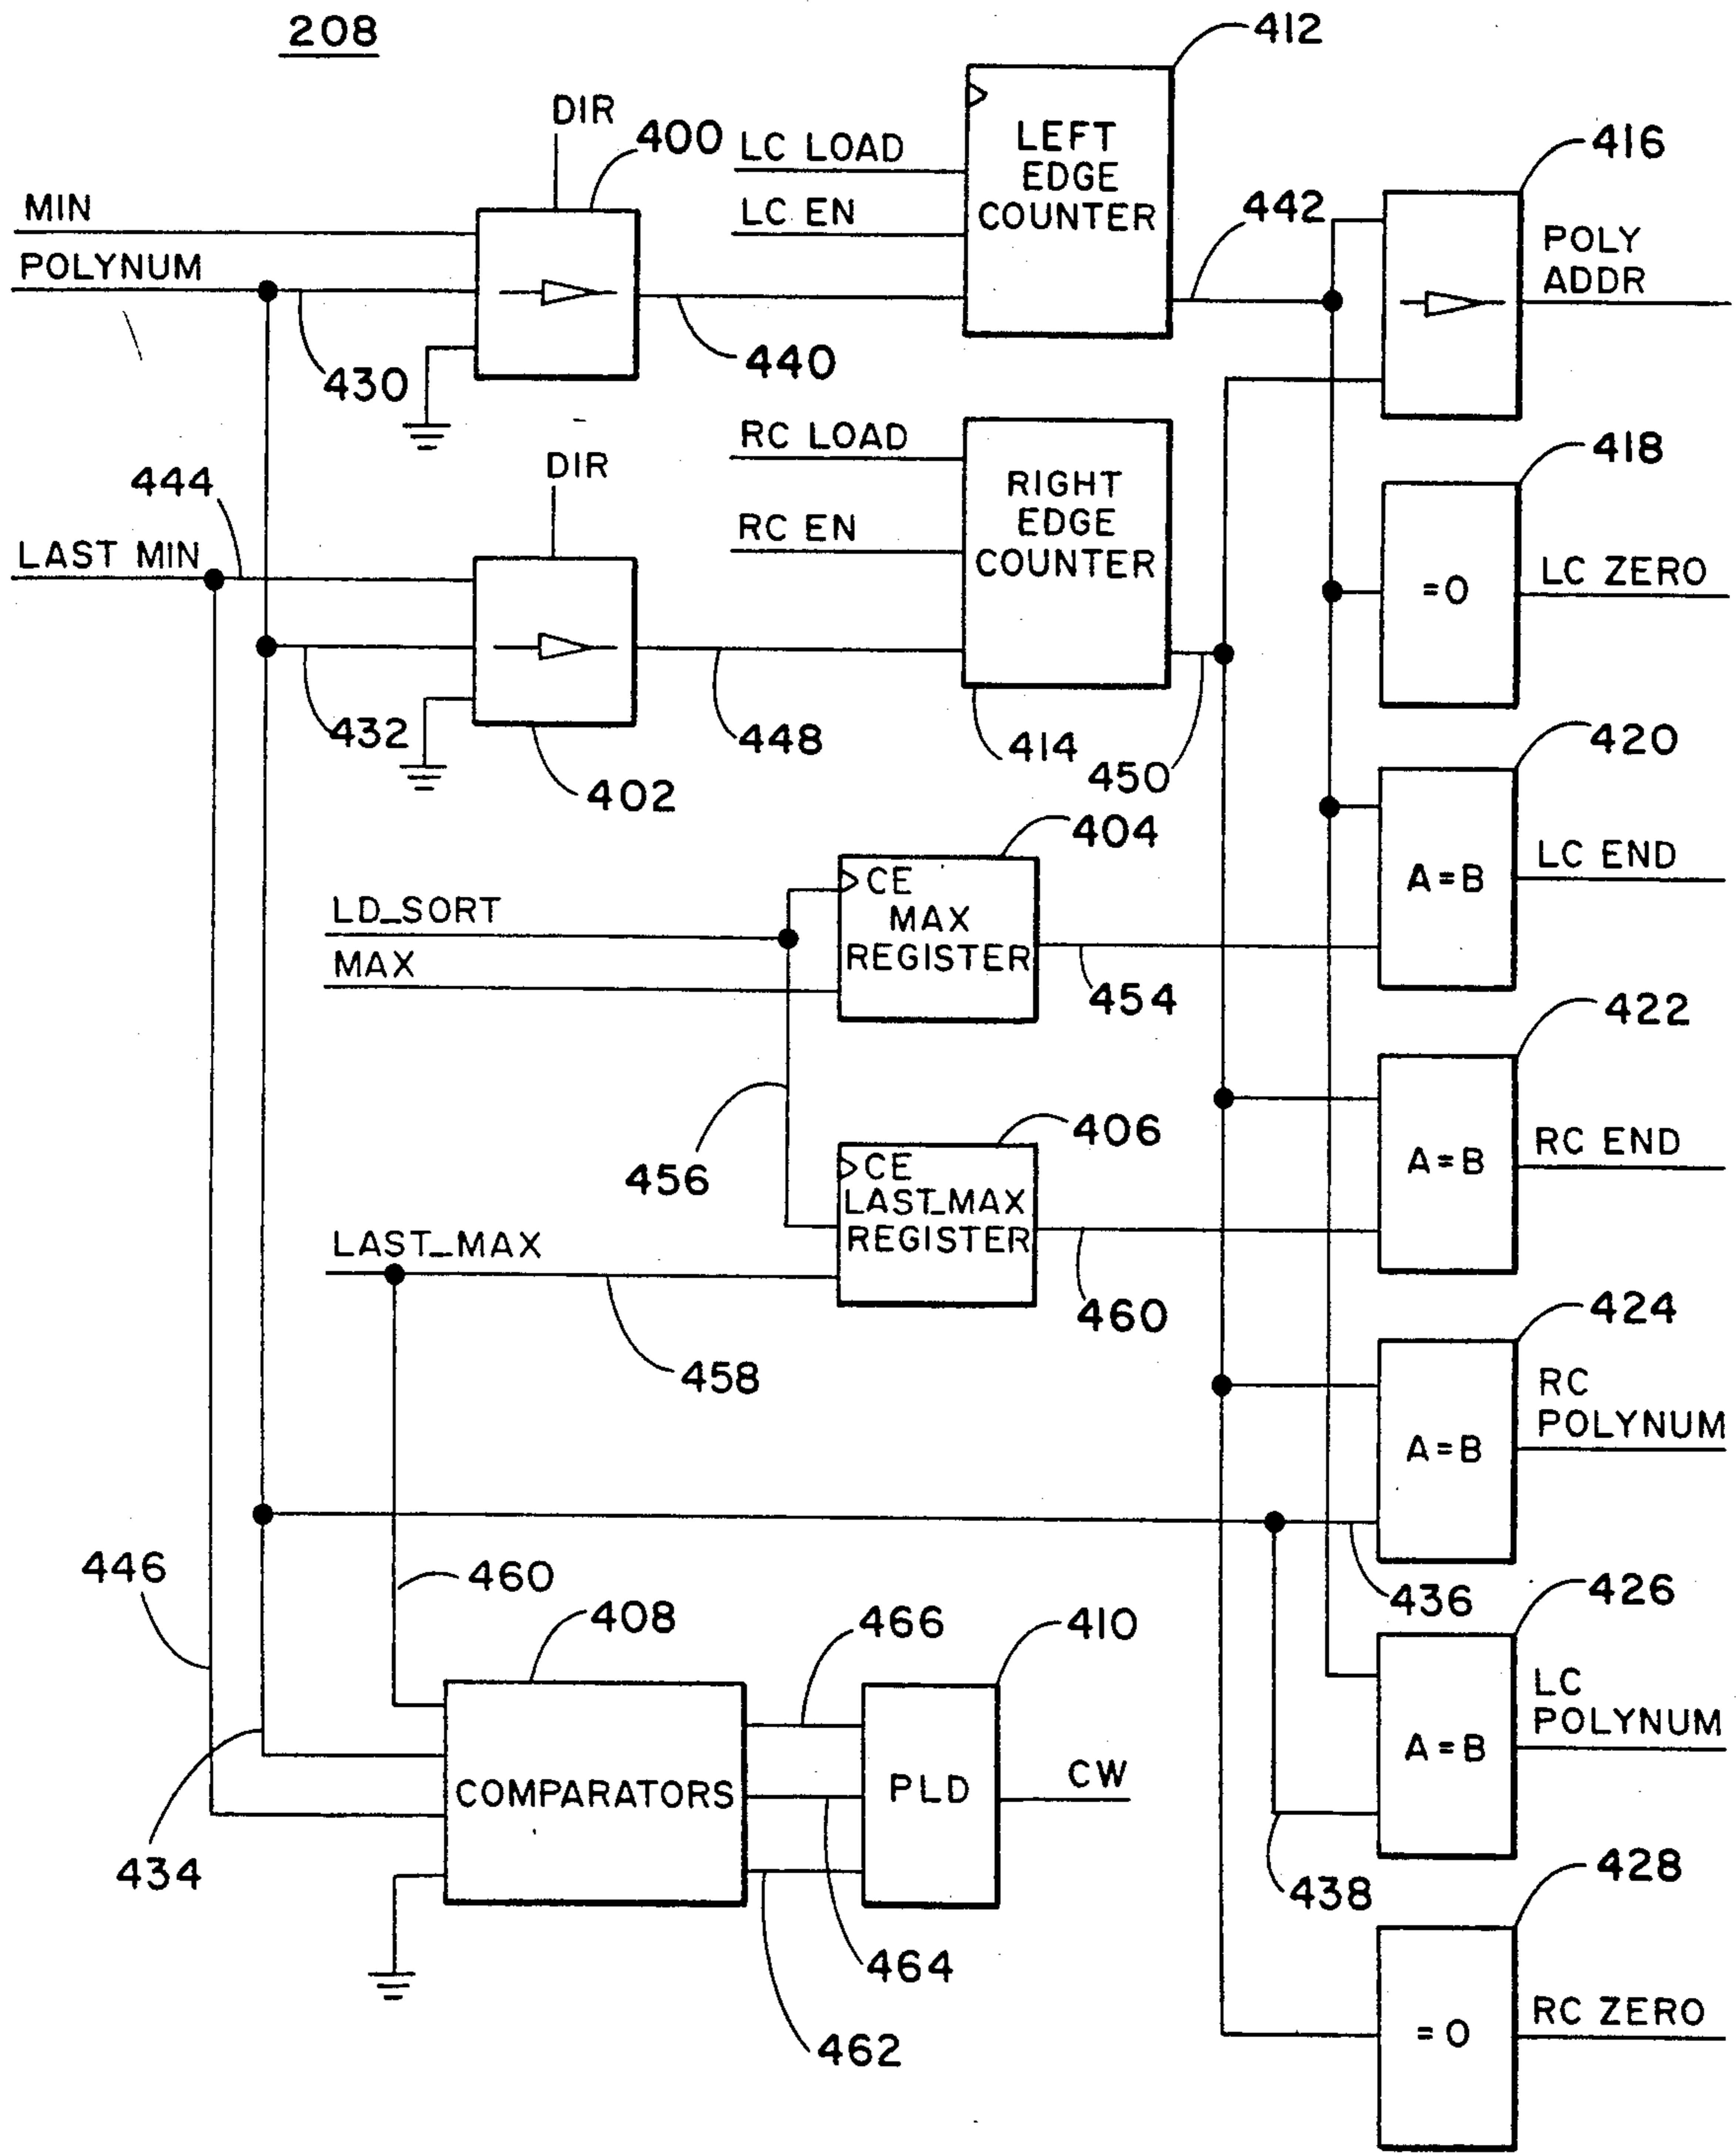 208
412
DIR
400
LC LOAD
LEFT
EDGE
COUNTER
416
MIN
LC EN
442
POLY
ADDR
POLYNUM
430
440
RC LOAD
418
444
DIR
RIGHT
EDGE
COUNTER
RC EN
LAST MIN
=0
LC ZERO
432
448
414
450
420
402
404
CE
MAX
REGISTER
LC END
A=B
LD_SORT
MAX
454
422
406
456
CE
LAST_MAX
REGISTER
RC END
A=B
LAST_MAX
460
424
458
RC
POLYNUM
A=B
446
460
408
466
410
436
426
LC
POLYNUM
A=B
COMPARATORS
PLD
CW
434
438
428
464
462
=0
RC ZERO